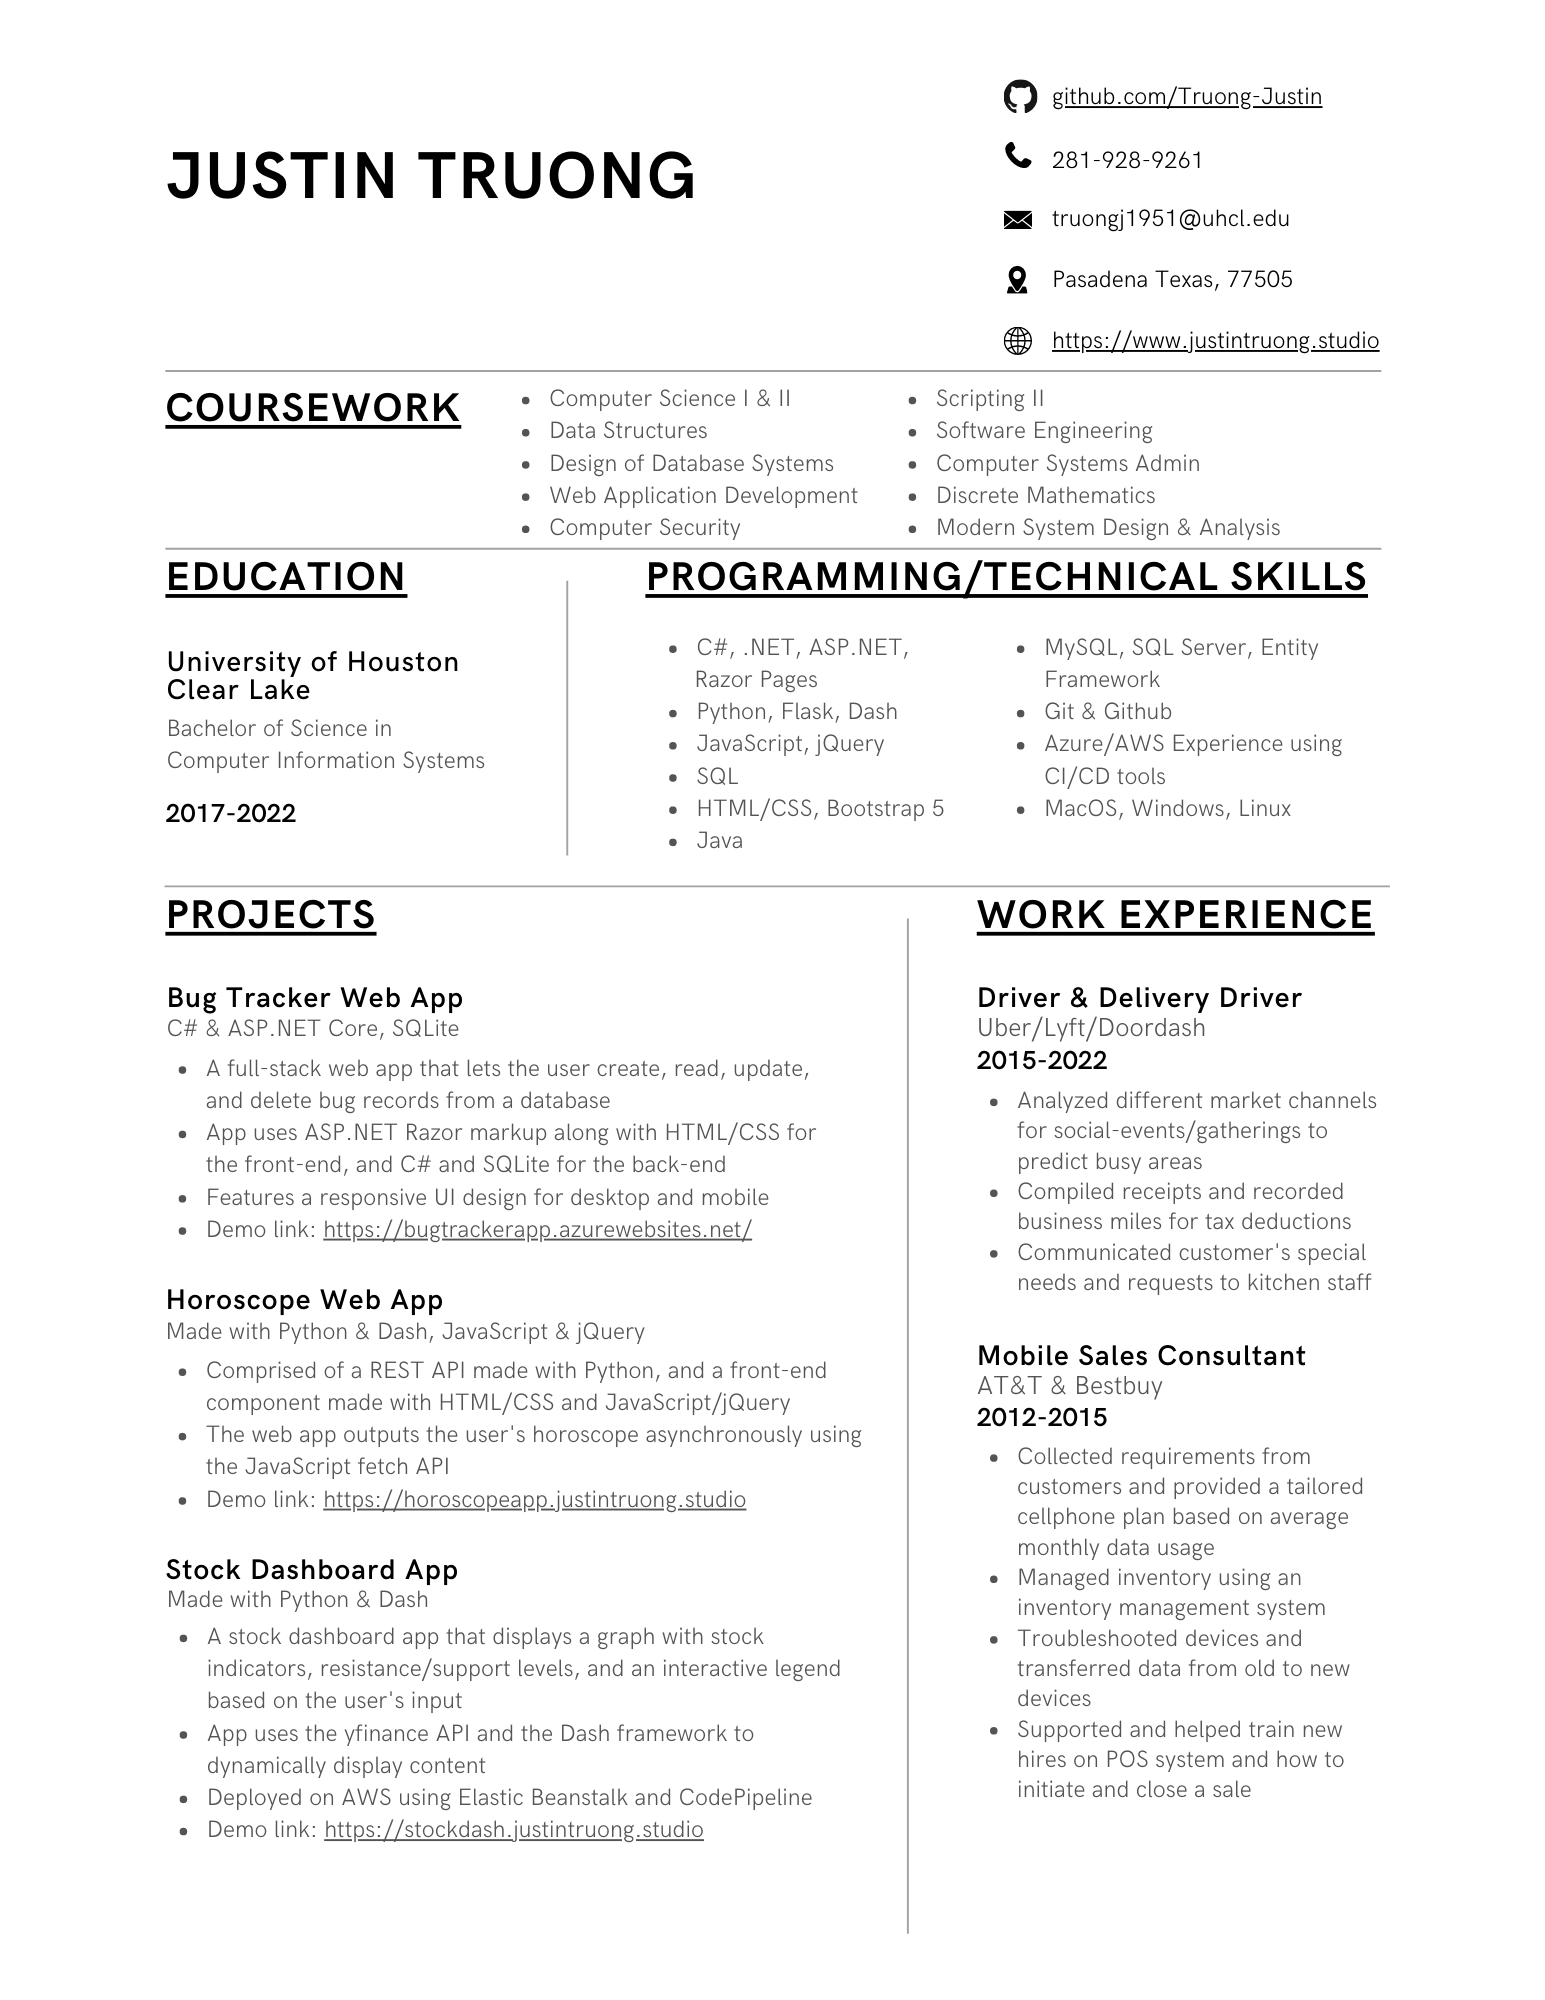 JUSTIN TRUONG
github.com/Truong-Justin
281-928-9261
truongj1951@uhcl.edu
Pasadena Texas, 77505
https://www.justintruong.studio
COURSEWORK
• Computer Science I & II
• Data Structures
• Design of Database Systems
• Web Application Development
• Computer Security
• Scripting II
• Software Engineering
• Computer Systems Admin
• Discrete Mathematics
• Modern System Design & Analysis
EDUCATION
University of Houston
Clear Lake
Bachelor of Science in
Computer Information Systems
2017-2022
PROGRAMMING/TECHNICAL SKILLS
• C#, .NET, ASP.NET,
Razor Pages
• Python, Flask, Dash
• JavaScript, jQuery
• SQL
• HTML/CSS, Bootstrap 5
• Java
• MySQL, SQL Server, Entity
Framework
• Git & Github
• Azure/AWS Experience using
CI/CD tools
• MacOS, Windows, Linux
PROJECTS
Bug Tracker Web App
C# & ASP.NET Core, SQLite
• A full-stack web app that lets the user create, read, update,
and delete bug records from a database
• App uses ASP.NET Razor markup along with HTML/CSS for
the front-end, and C# and SQLite for the back-end
• Features a responsive UI design for desktop and mobile
• Demo link: https://bugtrackerapp.azurewebsites.net/
Horoscope Web App
Made with Python & Dash, JavaScript & jQuery
• Comprised of a REST API made with Python, and a front-end
component made with HTML/CSS and JavaScript/jQuery
• The web app outputs the user's horoscope asynchronously using
the JavaScript fetch API
• Demo link: https://horoscopeapp.justintruong.studio
Stock Dashboard App
Made with Python & Dash
• A stock dashboard app that displays a graph with stock
indicators, resistance/support levels, and an interactive legend
based on the user's input
• App uses the yfinance API and the Dash framework to
dynamically display content
• Deployed on AWS using Elastic Beanstalk and CodePipeline
• Demo link: https://stockdash.justintruong.studio
WORK EXPERIENCE
Driver & Delivery Driver
Uber/Lyft/Doordash
2015-2022
• Analyzed different market channels
for social-events/gatherings to
predict busy areas
• Compiled receipts and recorded
business miles for tax deductions
• Communicated customer's special
needs and requests to kitchen staff
Mobile Sales Consultant
AT&T & Bestbuy
2012-2015
• Collected requirements from
customers and provided a tailored
cellphone plan based on average
monthly data usage
• Managed inventory using an
inventory management system
• Troubleshooted devices and
transferred data from old to new
devices
• Supported and helped train new
hires on POS system and how to
initiate and close a sale